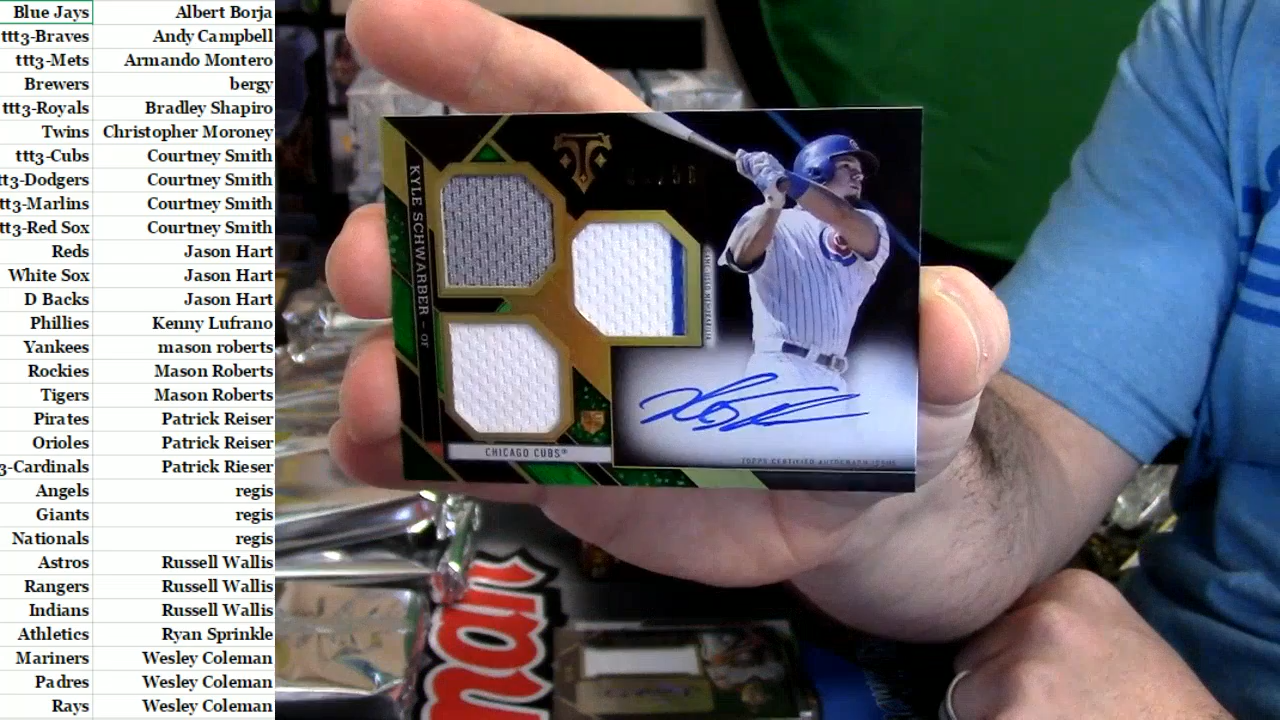 Blue Jays Albert Borja
ttt3-Braves Andy Campbell
ttt3-Mets Armando Montero
Brewers bergy
ttt3-Royals Bradley Shapiro
Twins Christopher Moroney
ttt3-Cubs Courtney Smith
tt3-Dodgers Courtney Smith
ttt3-Marlins Courtney Smith
tt3-Red Sox Courtney Smith
Reds Jason Hart
White Sox Jason Hart
D Backs Jason Hart
Phillies Kenny Lufrano
Yankees mason roberts
Rockies Mason Roberts
Tigers Mason Roberts
Pirates Patrick Reiser
Orioles Patrick Reiser
3-Cardinals Patrick Rieser
Angels regis
Giants regis
Nationals regis
Astros Russell Wallis
Rangers Russell Wallis
Indians Russell Wallis
Athletics Ryan Sprinkle
Mariners Wesley Coleman
Padres Wesley Coleman
Rays Wesley Coleman
KYLE SCHWARBER – OF
CHICAGO CUBS
TOPPS CERTIFIED AUTOGRAPH ISSUE